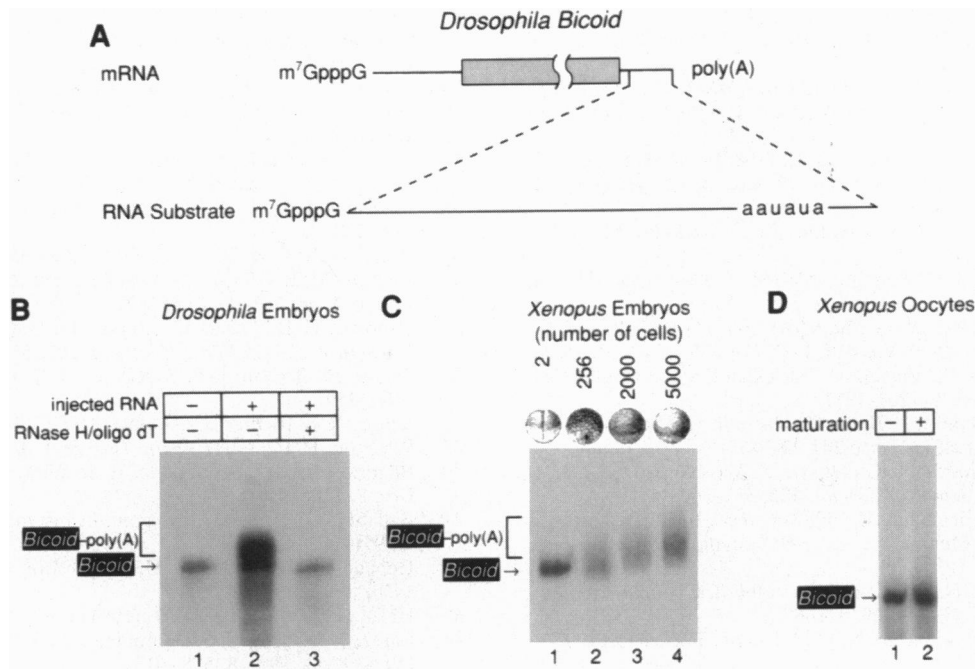 A
Drosophila Bicoid
mRNA
m⁷GpppG
poly(A)
RNA Substrate
m⁷GpppG
aauaua
B
Drosophila Embryos
injected RNA
− + +
RNase H/oligo dT
− − +
Bicoid-poly(A)
Bicoid →
1 2 3
C
Xenopus Embryos
(number of cells)
2 256 2000 5000
Bicoid-poly(A)
Bicoid →
1 2 3 4
D
Xenopus Oocytes
maturation
− +
Bicoid →
1 2